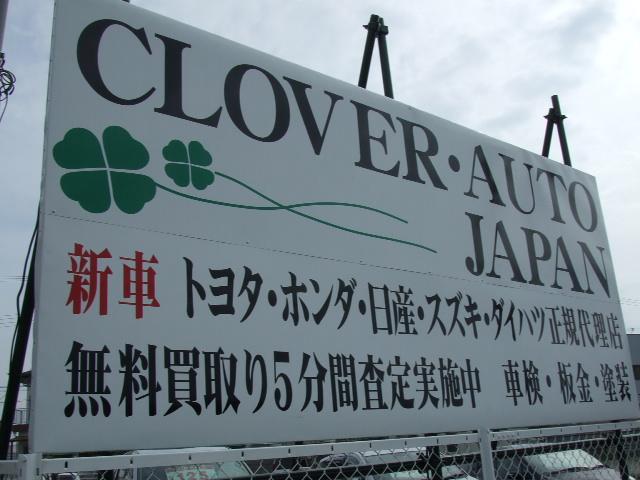 CLOVER・AUTO
JAPAN
新車 トヨタ・ホンダ・日産・スズキ・ダイハツ正規代理店
無料買取り5分間査定実施中 車検・板金・塗装